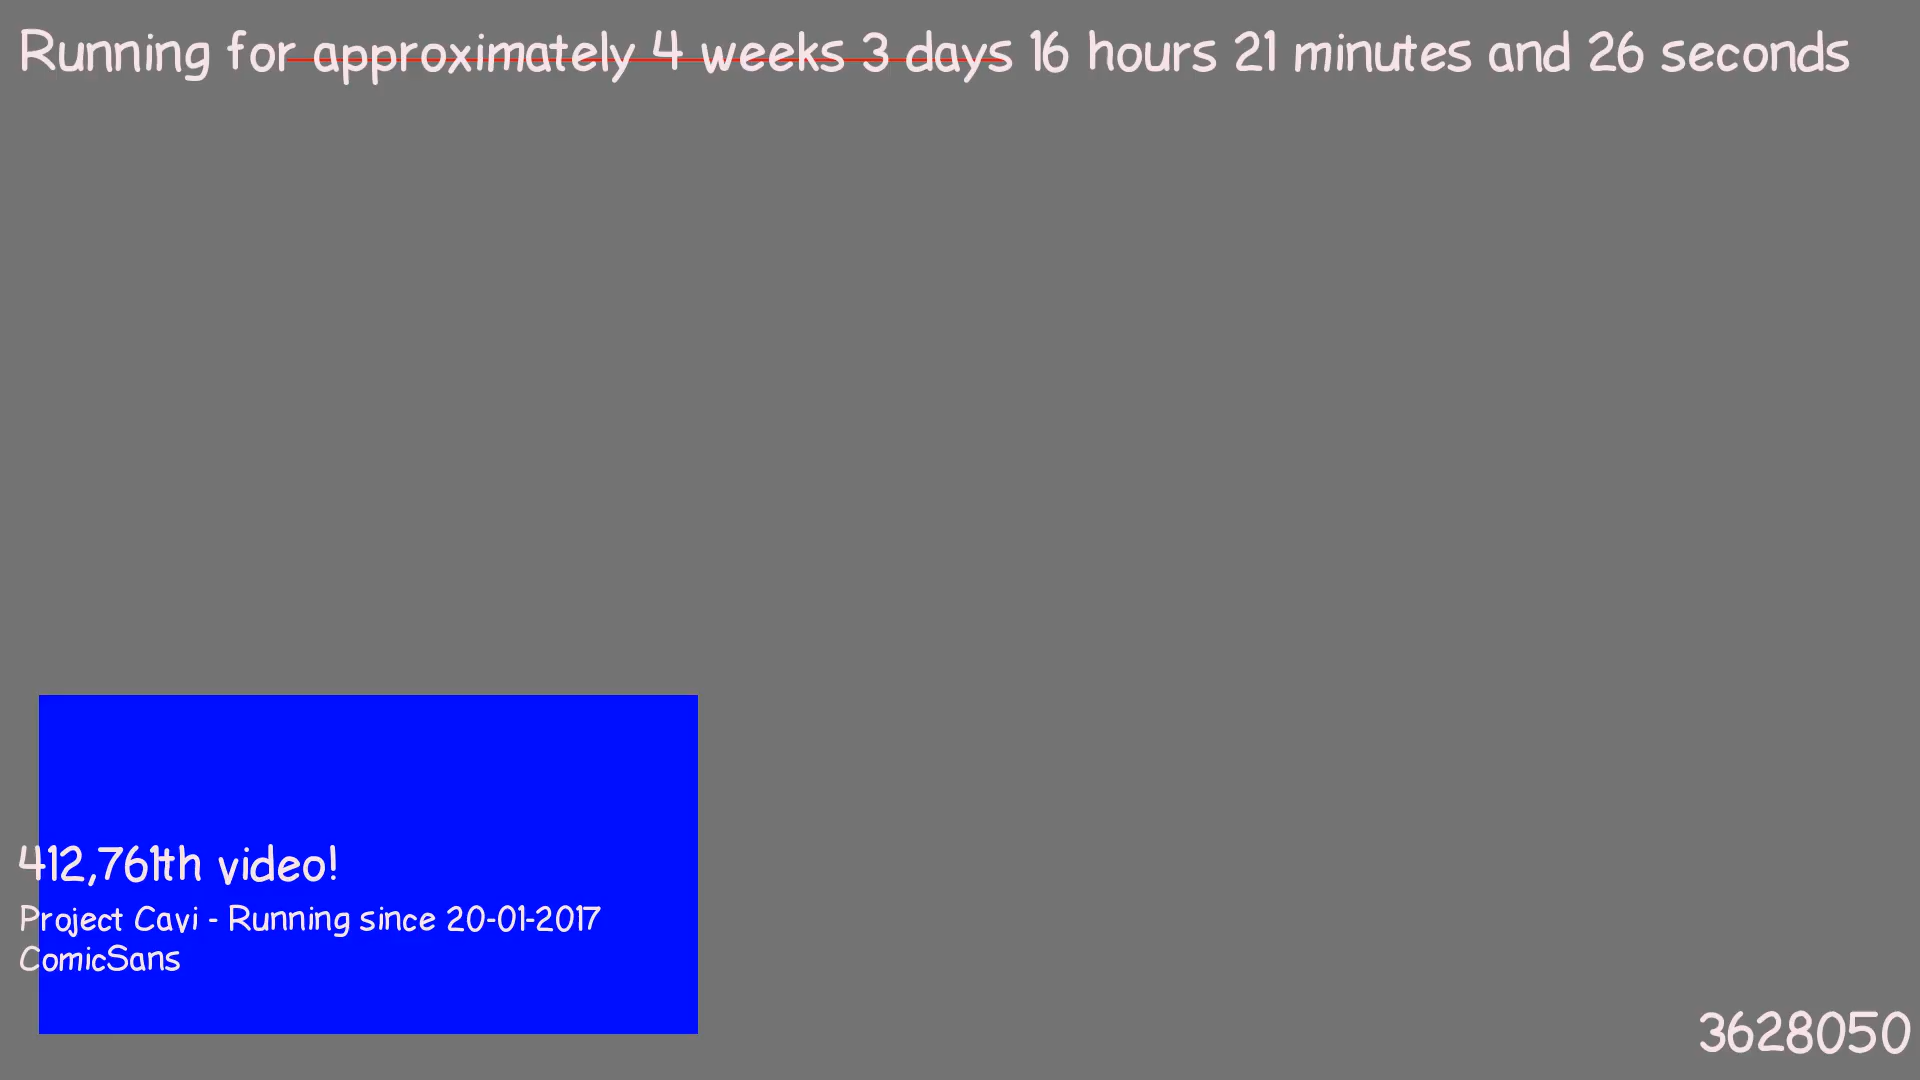 Running for approximately 4 weeks 3 days 16 hours 21 minutes and 26 seconds
412,761th video!
Project Cavi - Running since 20-01-2017
ComicSans
3628050